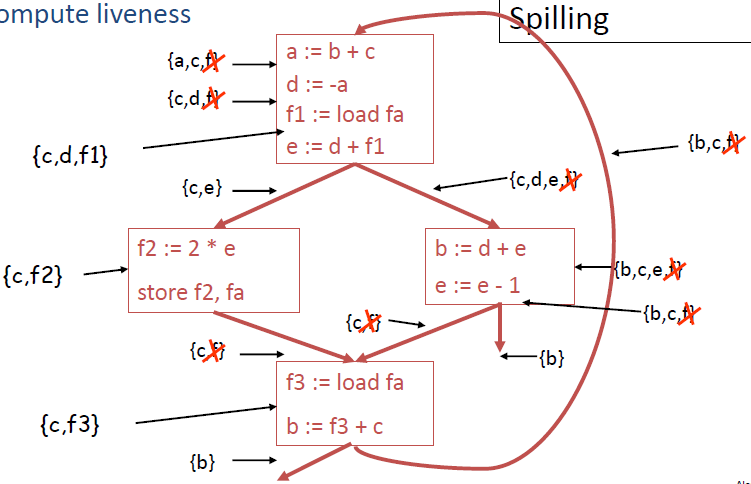 ompute liveness
Spilling
{a,c,f}
a := b + c
{c,d,f}
d := -a
f1 := load fa
{c,d,f1}
e := d + f1
{b,c,f}
{c,e}
{c,d,e,f}
f2 := 2 * e
b := d + e
{c,f2}
{b,c,e,f}
store f2, fa
e := e - 1
{b,c,f}
{c,f}
{c,f}
{b}
f3 := load fa
{c,f3}
b := f3 + c
{b}